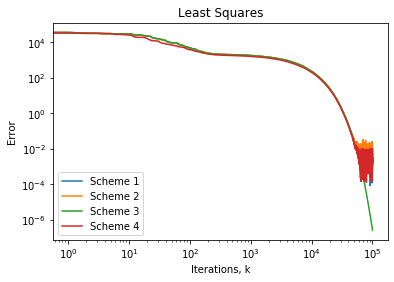 Least Squares
Error
10^4
10^2
10^0
10^-2
10^-4
10^-6
Scheme 1
Scheme 2
Scheme 3
Scheme 4
10^0
10^1
10^2
10^3
10^4
10^5
Iterations, k